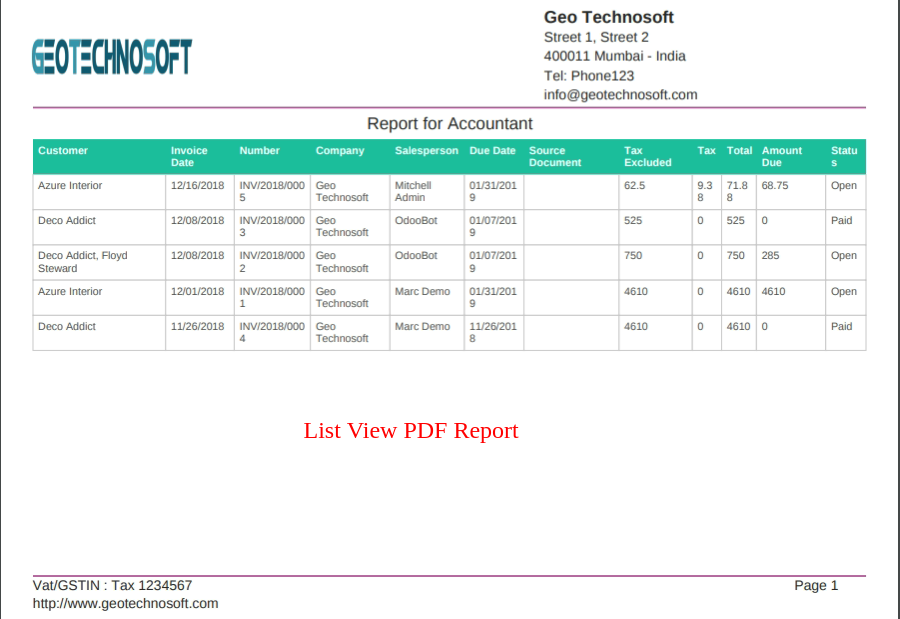 GEOTECHNOSOFT
Geo Technosoft
Street 1, Street 2
400011 Mumbai - India
Tel: Phone123
info@geotechnosoft.com
Report for Accountant
Customer Invoice Date Number Company Salesperson Due Date Source Document Tax Excluded Tax Total Amount Due Status
Azure Interior 12/16/2018 INV/2018/0005 Geo Technosoft Mitchell Admin 01/31/2019 62.5 9.38 71.88 68.75 Open
Deco Addict 12/08/2018 INV/2018/0003 Geo Technosoft OdooBot 01/07/2019 525 0 525 0 Paid
Deco Addict, Floyd Steward 12/08/2018 INV/2018/0002 Geo Technosoft OdooBot 01/07/2019 750 0 750 285 Open
Azure Interior 12/01/2018 INV/2018/0001 Geo Technosoft Marc Demo 01/31/2019 4610 0 4610 4610 Open
Deco Addict 11/26/2018 INV/2018/0004 Geo Technosoft Marc Demo 11/26/2018 4610 0 4610 0 Paid
List View PDF Report
Vat/GSTIN : Tax 1234567 Page 1
http://www.geotechnosoft.com